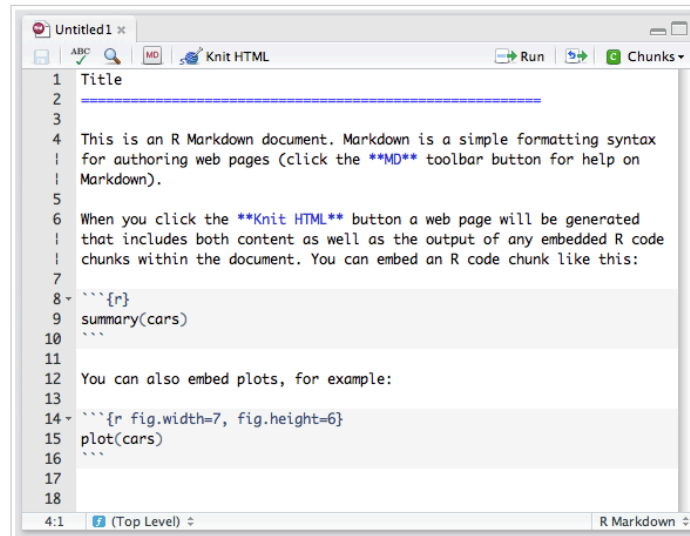 Untitled1
ABC MD Knit HTML Run C Chunks
1 Title
2 ========================================================
3
4 This is an R Markdown document. Markdown is a simple formatting syntax
for authoring web pages (click the **MD** toolbar button for help on
Markdown).
5
6 When you click the **Knit HTML** button a web page will be generated
that includes both content as well as the output of any embedded R code
chunks within the document. You can embed an R code chunk like this:
7
8 ```{r}
9 summary(cars)
10 ```
11
12 You can also embed plots, for example:
13
14 ```{r fig.width=7, fig.height=6}
15 plot(cars)
16 ```
17
18
4:1 (Top Level) R Markdown